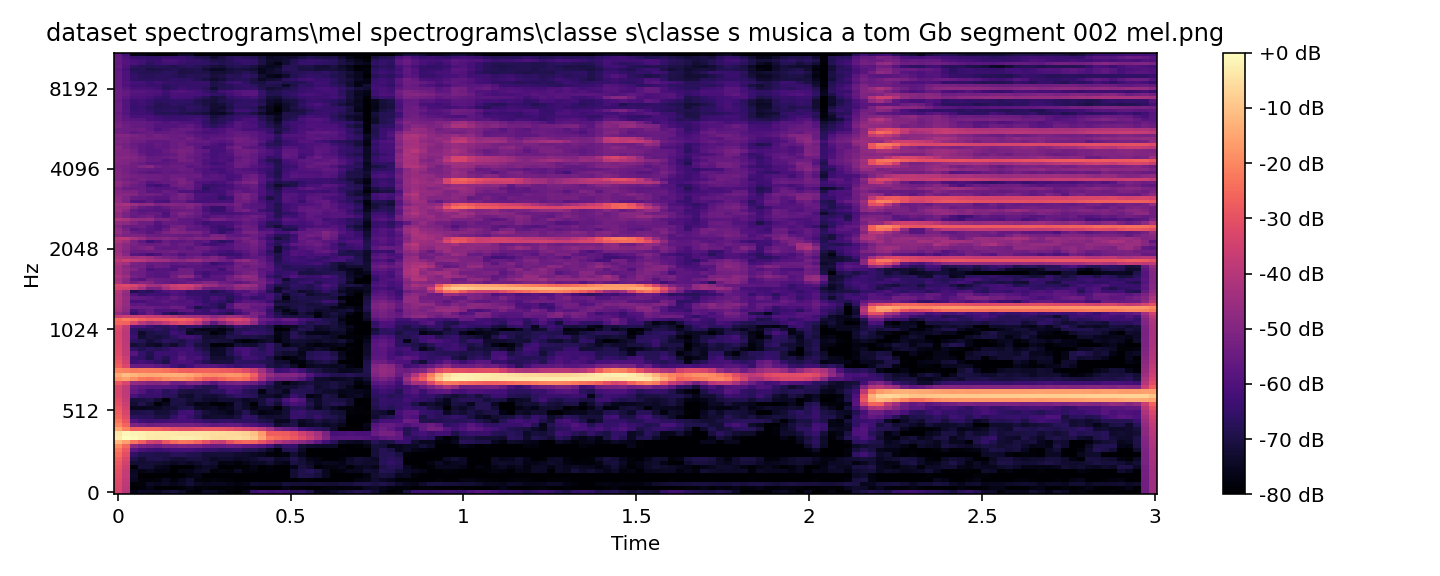 dataset spectrograms\mel spectrograms\classe s\classe s musica a tom Gb segment 002 mel.png
Hz
8192
4096
2048
1024
512
0
0 0.5 1 1.5 2 2.5 3
Time
+0 dB
-10 dB
-20 dB
-30 dB
-40 dB
-50 dB
-60 dB
-70 dB
-80 dB